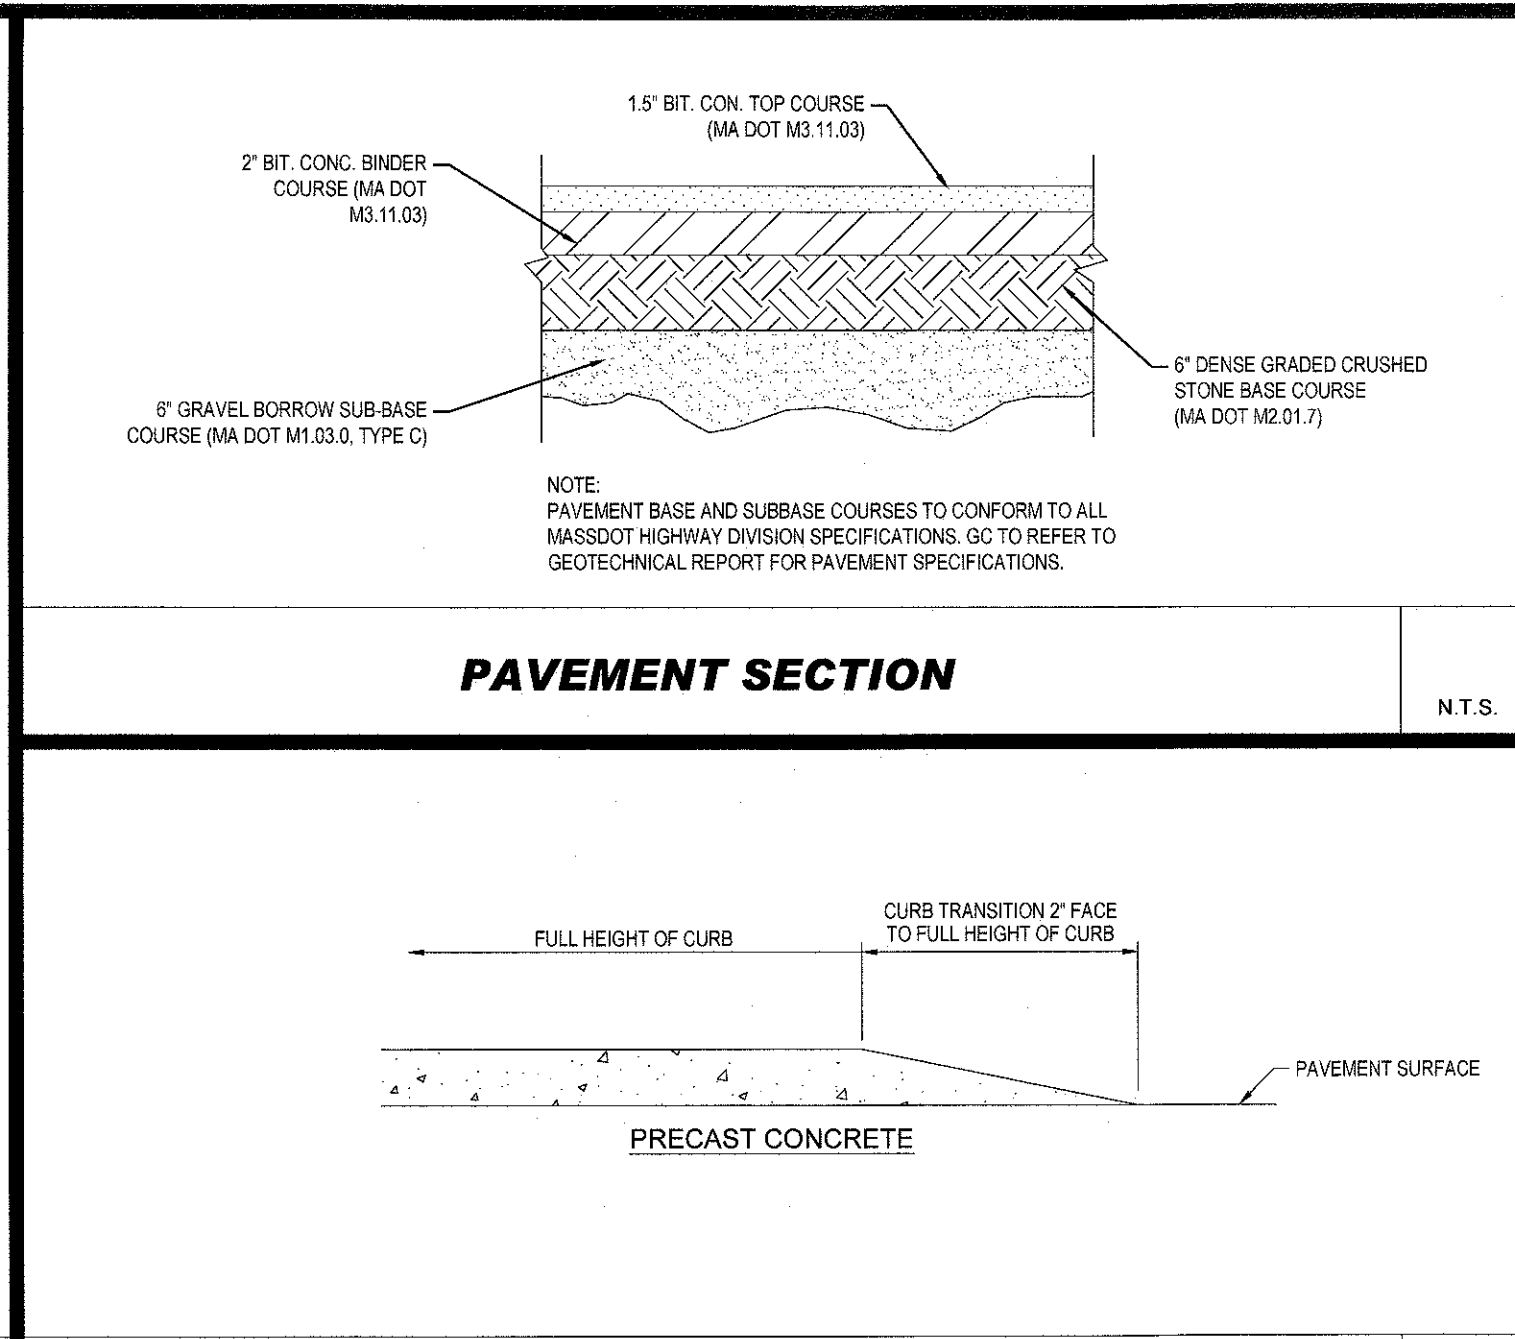 1.5" BIT. CON. TOP COURSE
(MA DOT M3.11.03)
2" BIT. CONC. BINDER
COURSE (MA DOT
M3.11.03)
6" DENSE GRADED CRUSHED
STONE BASE COURSE
(MA DOT M2.01.7)
6" GRAVEL BORROW SUB-BASE
COURSE (MA DOT M1.03.0, TYPE C)
NOTE:
PAVEMENT BASE AND SUBBASE COURSES TO CONFORM TO ALL
MASSDOT HIGHWAY DIVISION SPECIFICATIONS. GC TO REFER TO
GEOTECHNICAL REPORT FOR PAVEMENT SPECIFICATIONS.
PAVEMENT SECTION
N.T.S.
CURB TRANSITION 2" FACE
TO FULL HEIGHT OF CURB
FULL HEIGHT OF CURB
PAVEMENT SURFACE
PRECAST CONCRETE